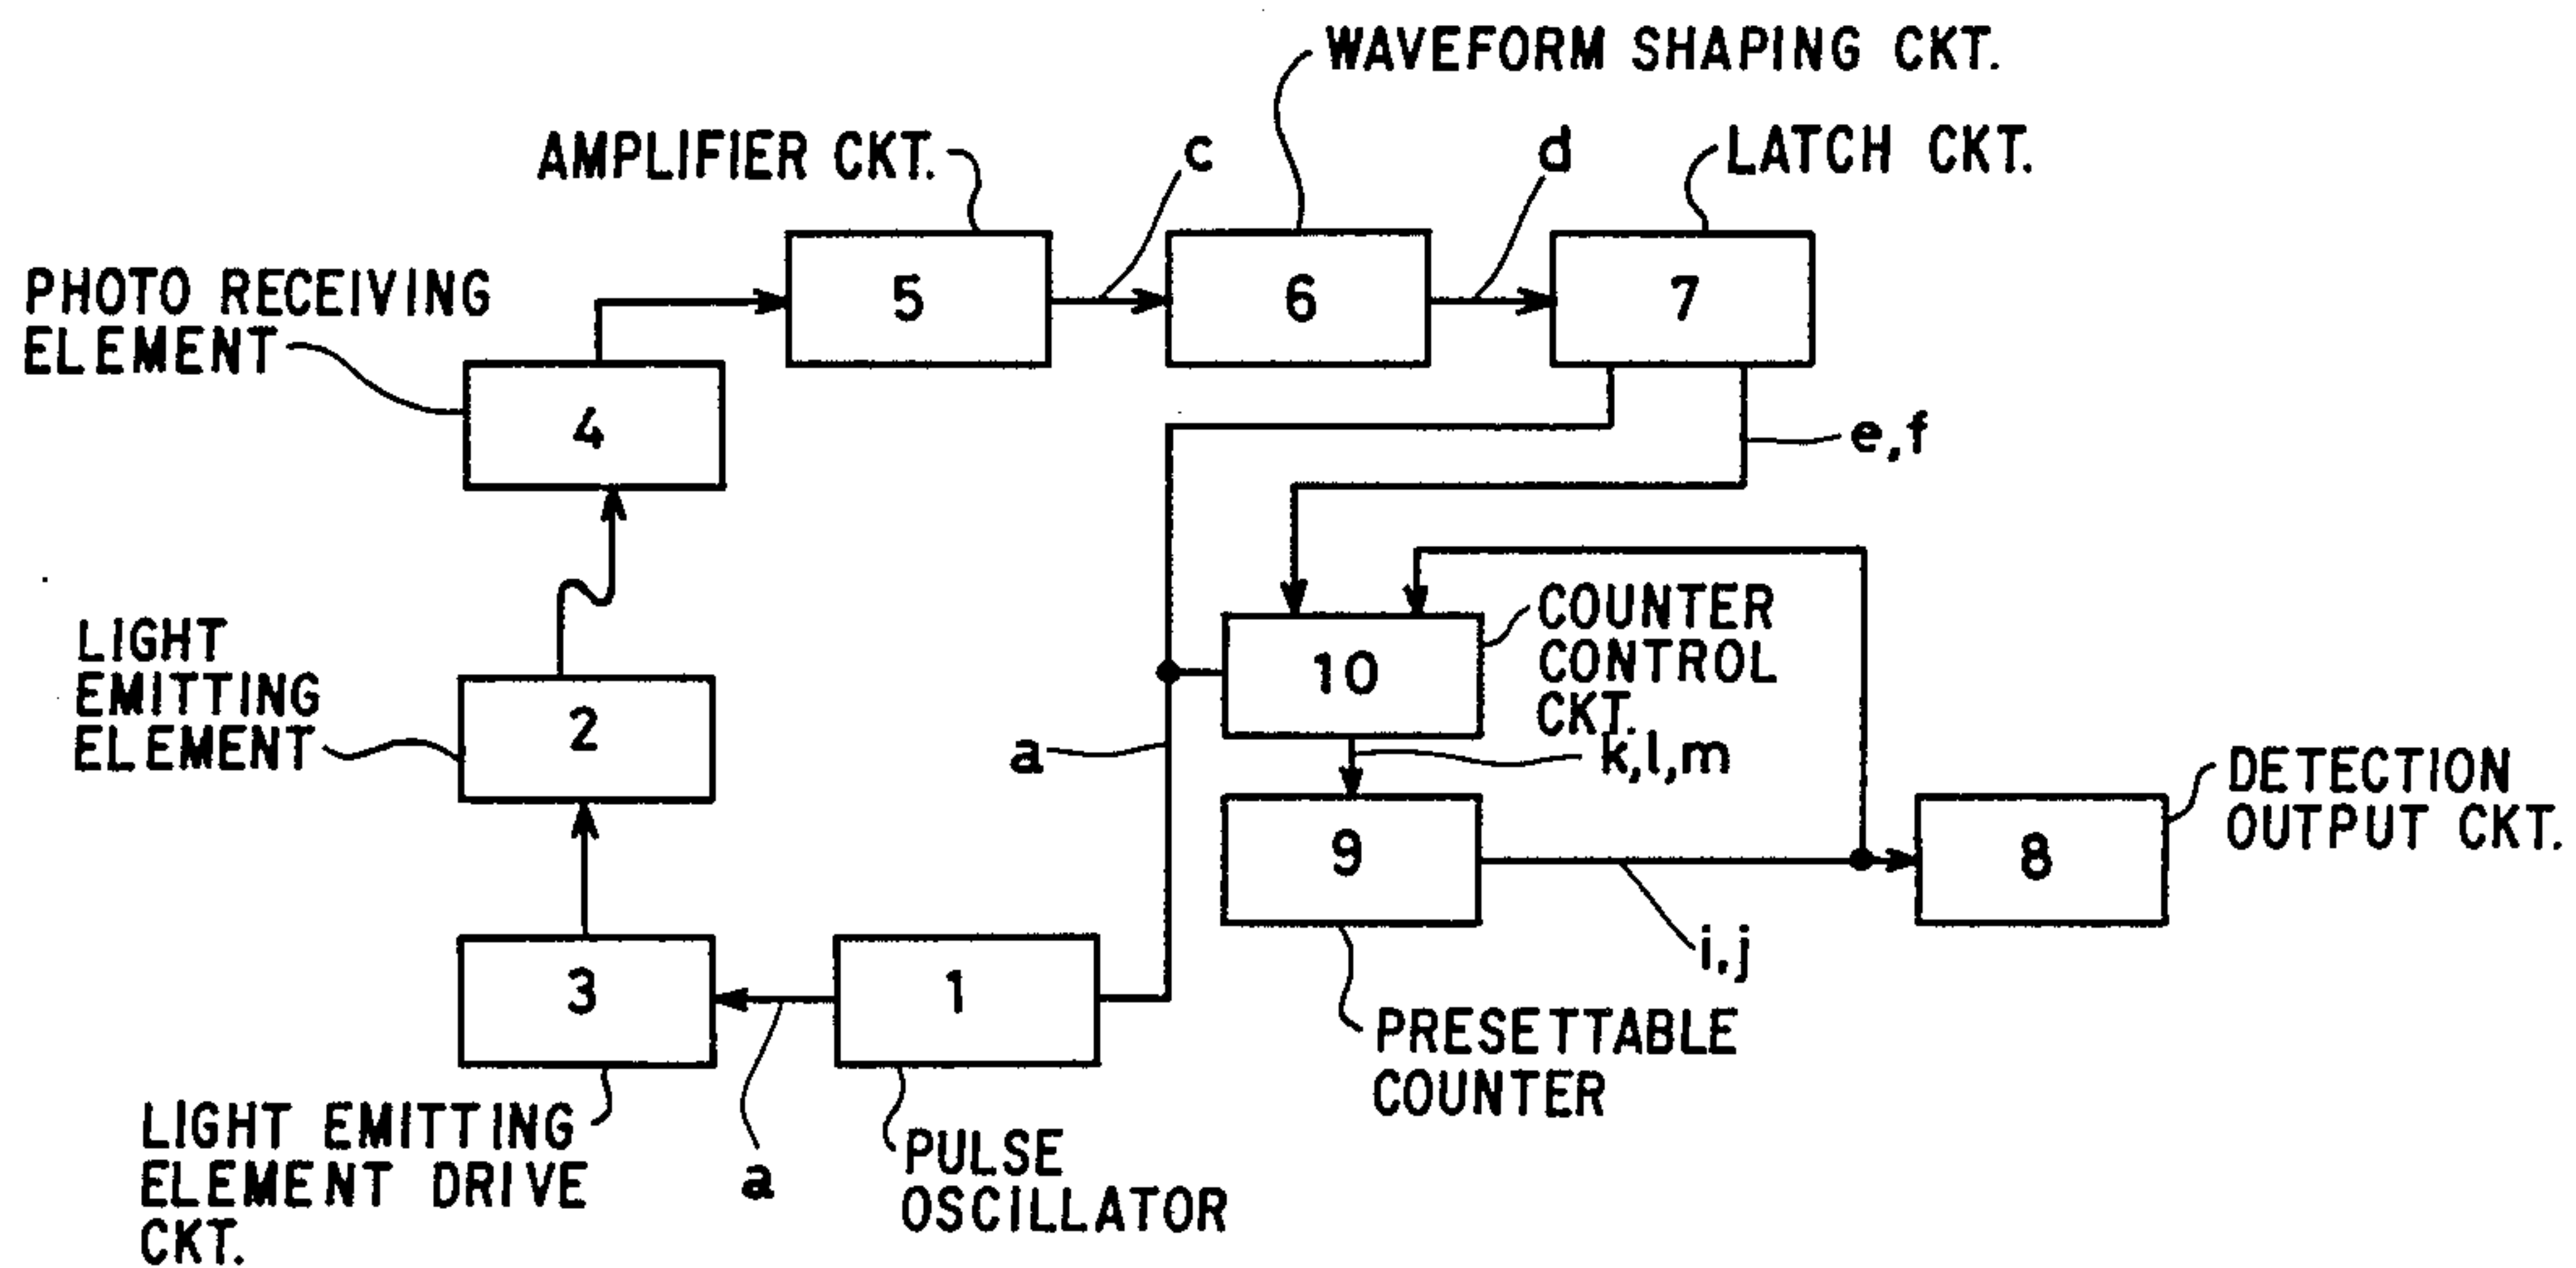 WAVEFORM SHAPING CKT.
AMPLIFIER CKT.
c
d
LATCH CKT.
PHOTO RECEIVING
ELEMENT
5
6
7
4
e,f
LIGHT
EMITTING
ELEMENT
2
10
COUNTER
CONTROL
CKT.
a
k,l,m
9
8
DETECTION
OUTPUT CKT.
i,j
3
1
PRESETTABLE
COUNTER
LIGHT EMITTING
ELEMENT DRIVE
CKT.
a
PULSE
OSCILLATOR